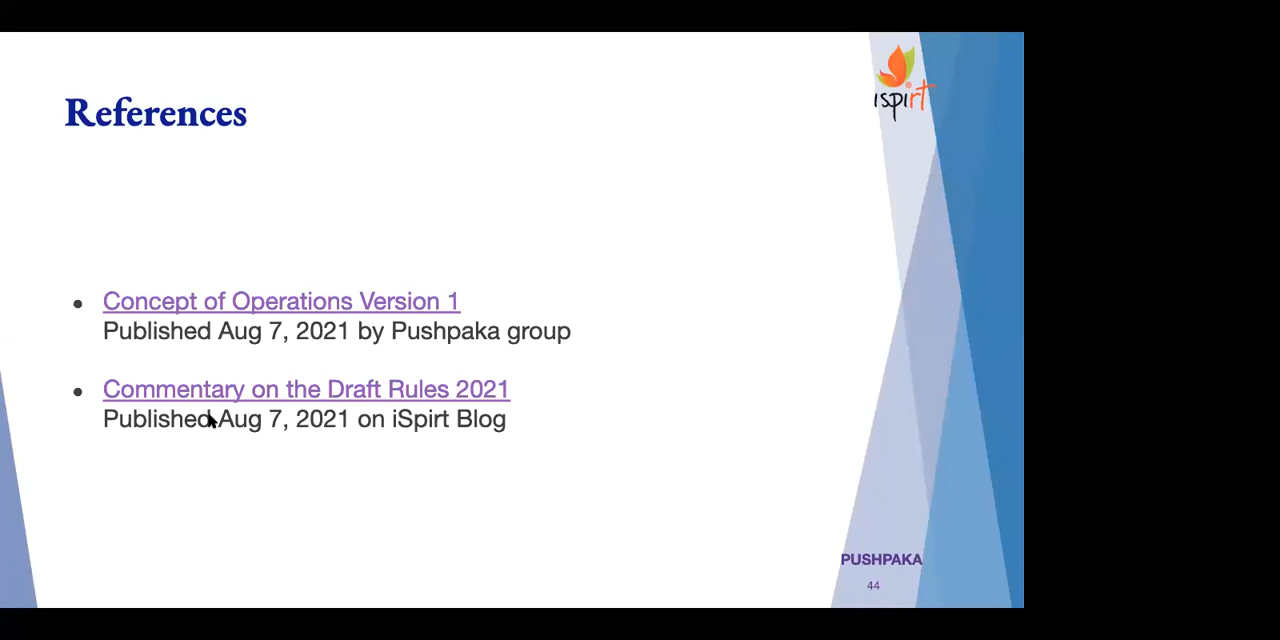 ispirt
References
• Concept of Operations Version 1
Published Aug 7, 2021 by Pushpaka group
• Commentary on the Draft Rules 2021
Published Aug 7, 2021 on iSpirt Blog
PUSHPAKA
44